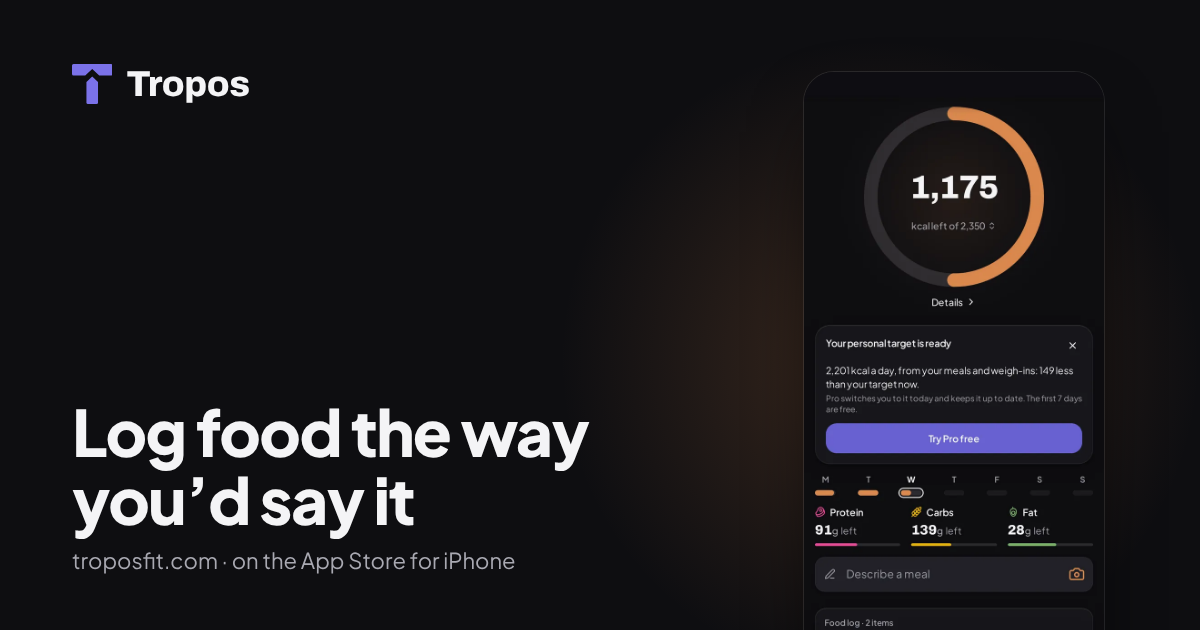 Tropos
Log food the way
you’d say it
troposfit.com · on the App Store for iPhone
1,175
kcal left of 2,350
Details
Your personal target is ready
2,201 kcal a day, from your meals and weigh-ins: 149 less
than your target now.
Pro switches you to it today and keeps it up to date. The first 7 days
are free.
Try Pro free
M T W T F S S
Protein Carbs Fat
91g left 139g left 28g left
Describe a meal
Food log · 2 items